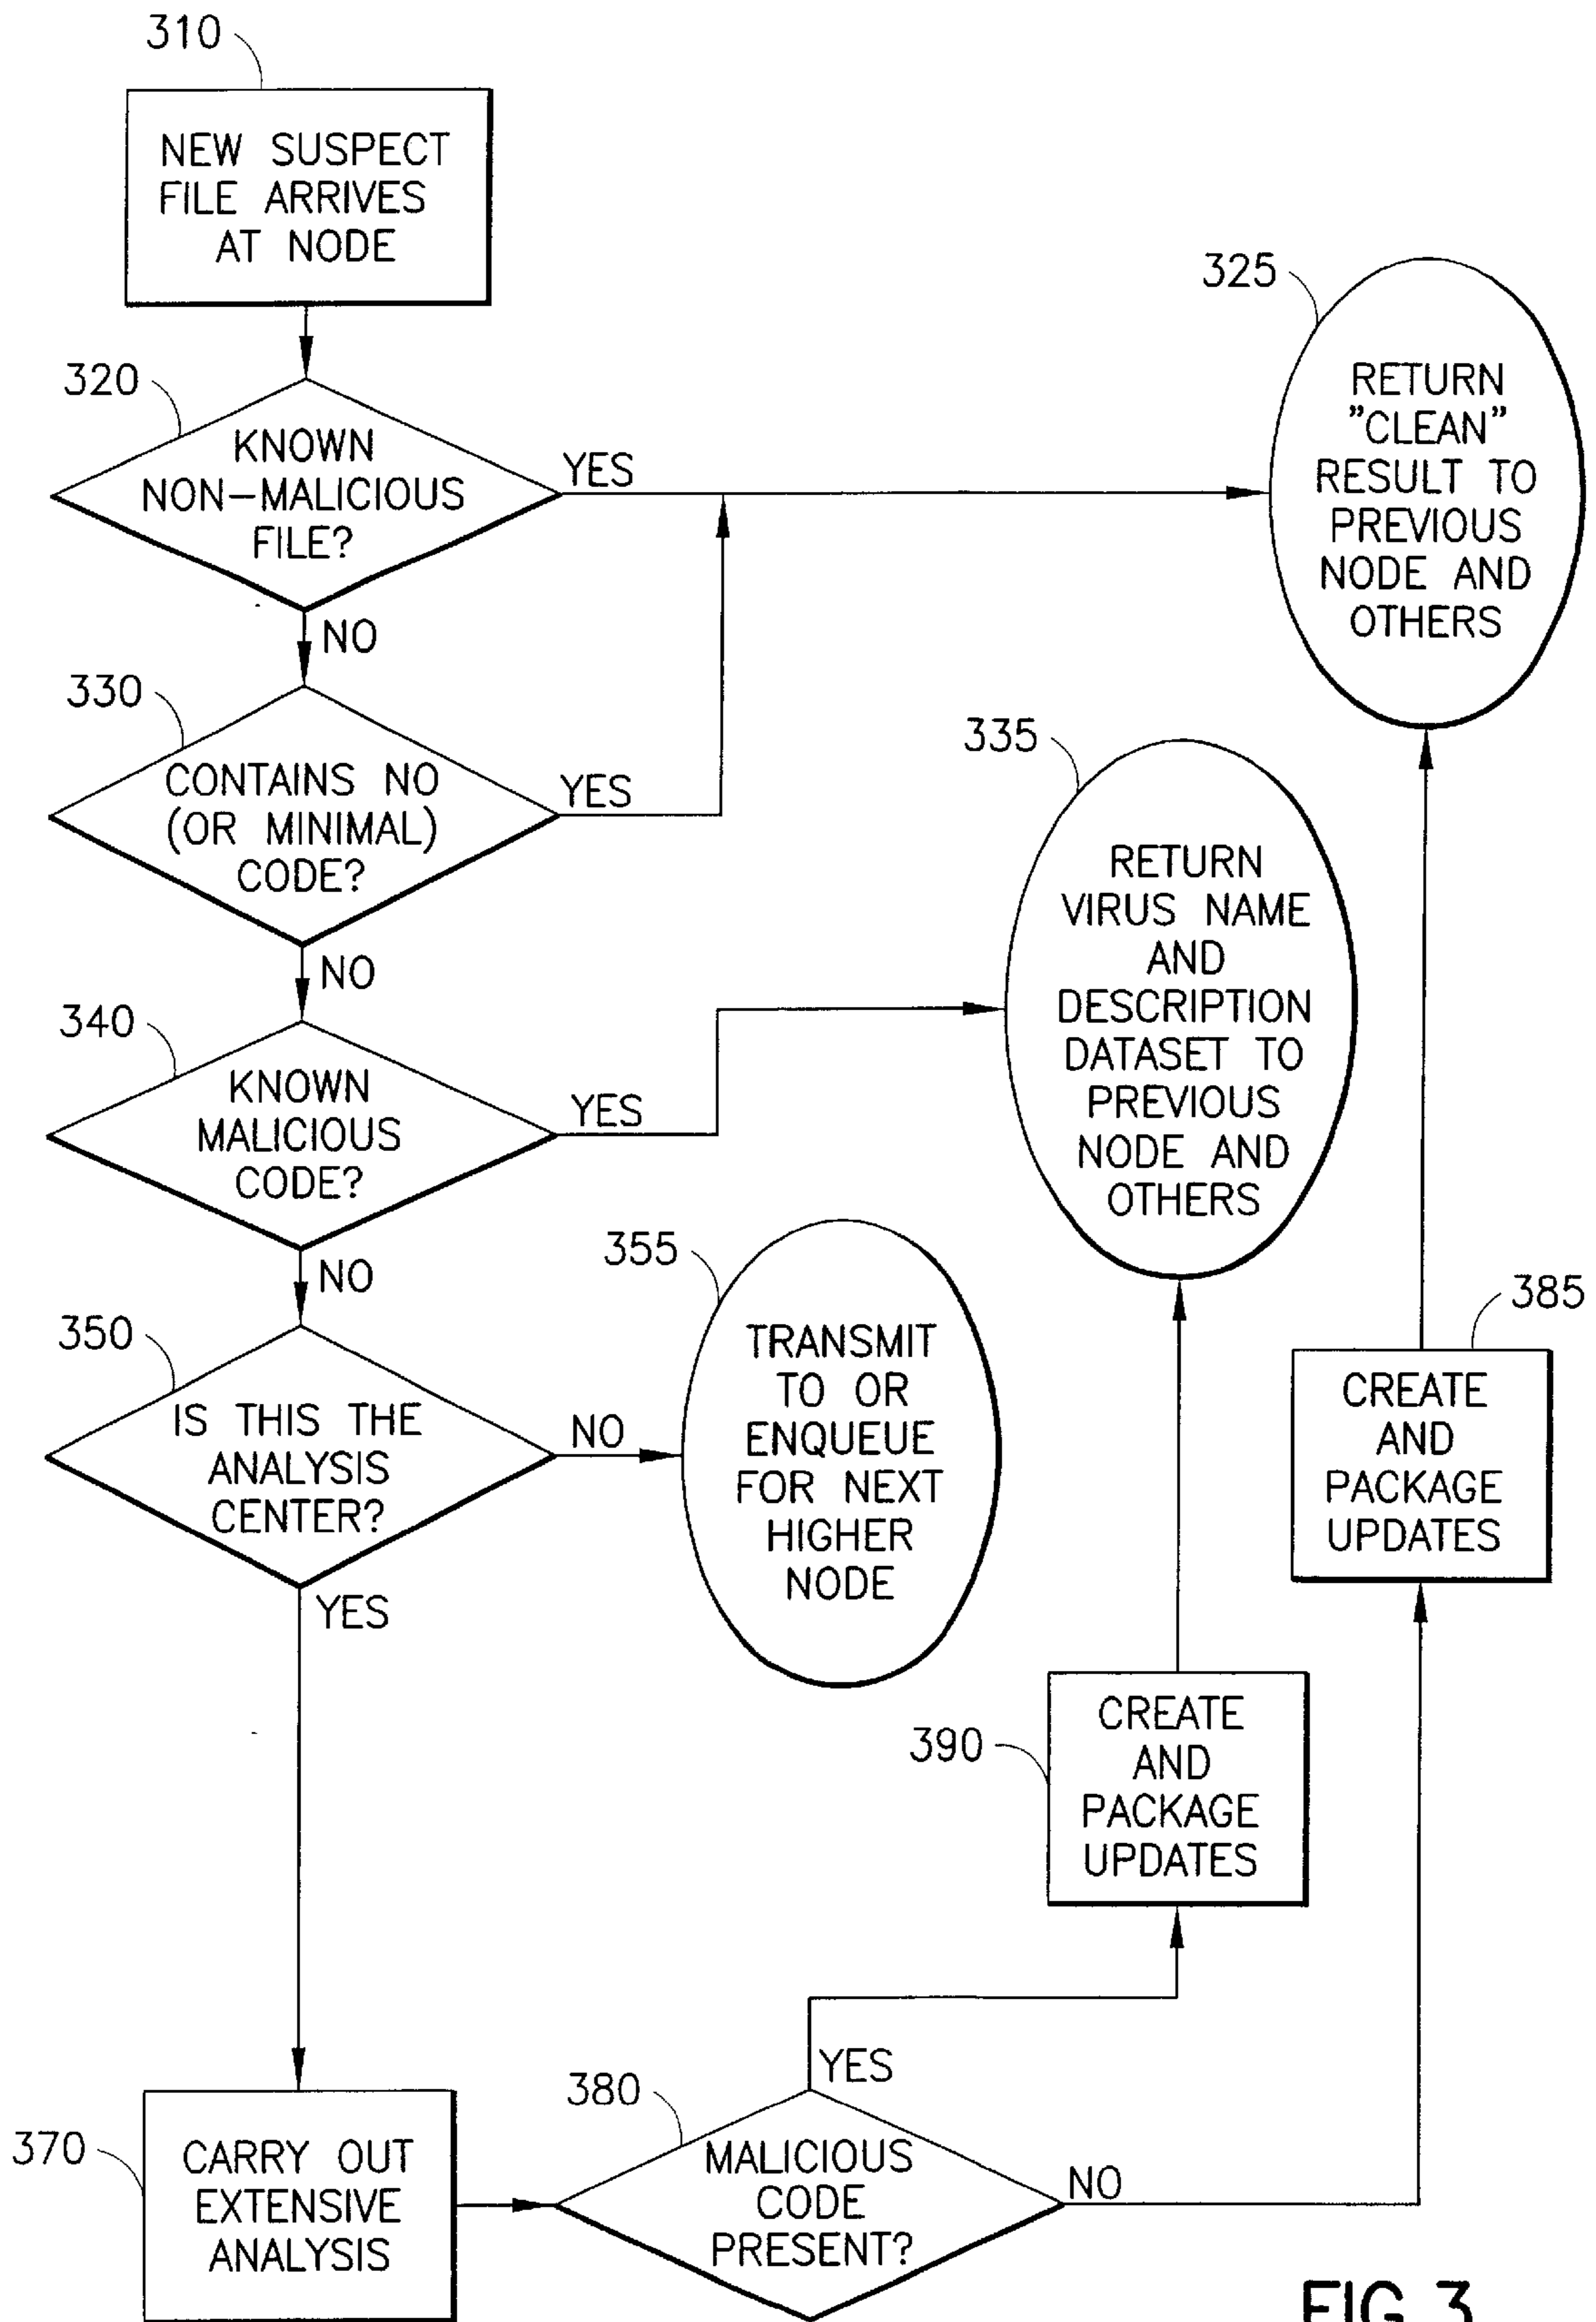 310
NEW SUSPECT
FILE ARRIVES
AT NODE
320
KNOWN
NON-MALICIOUS
FILE?
YES
NO
325
RETURN
"CLEAN"
RESULT TO
PREVIOUS
NODE AND
OTHERS
330
CONTAINS NO
(OR MINIMAL)
CODE?
YES
NO
335
RETURN
VIRUS NAME
AND
DESCRIPTION
DATASET TO
PREVIOUS
NODE AND
OTHERS
340
KNOWN
MALICIOUS
CODE?
YES
NO
350
IS THIS THE
ANALYSIS
CENTER?
NO
YES
355
TRANSMIT
TO OR
ENQUEUE
FOR NEXT
HIGHER
NODE
385
CREATE
AND
PACKAGE
UPDATES
390
CREATE
AND
PACKAGE
UPDATES
370
CARRY OUT
EXTENSIVE
ANALYSIS
380
MALICIOUS
CODE
PRESENT?
YES
NO
FIG. 3